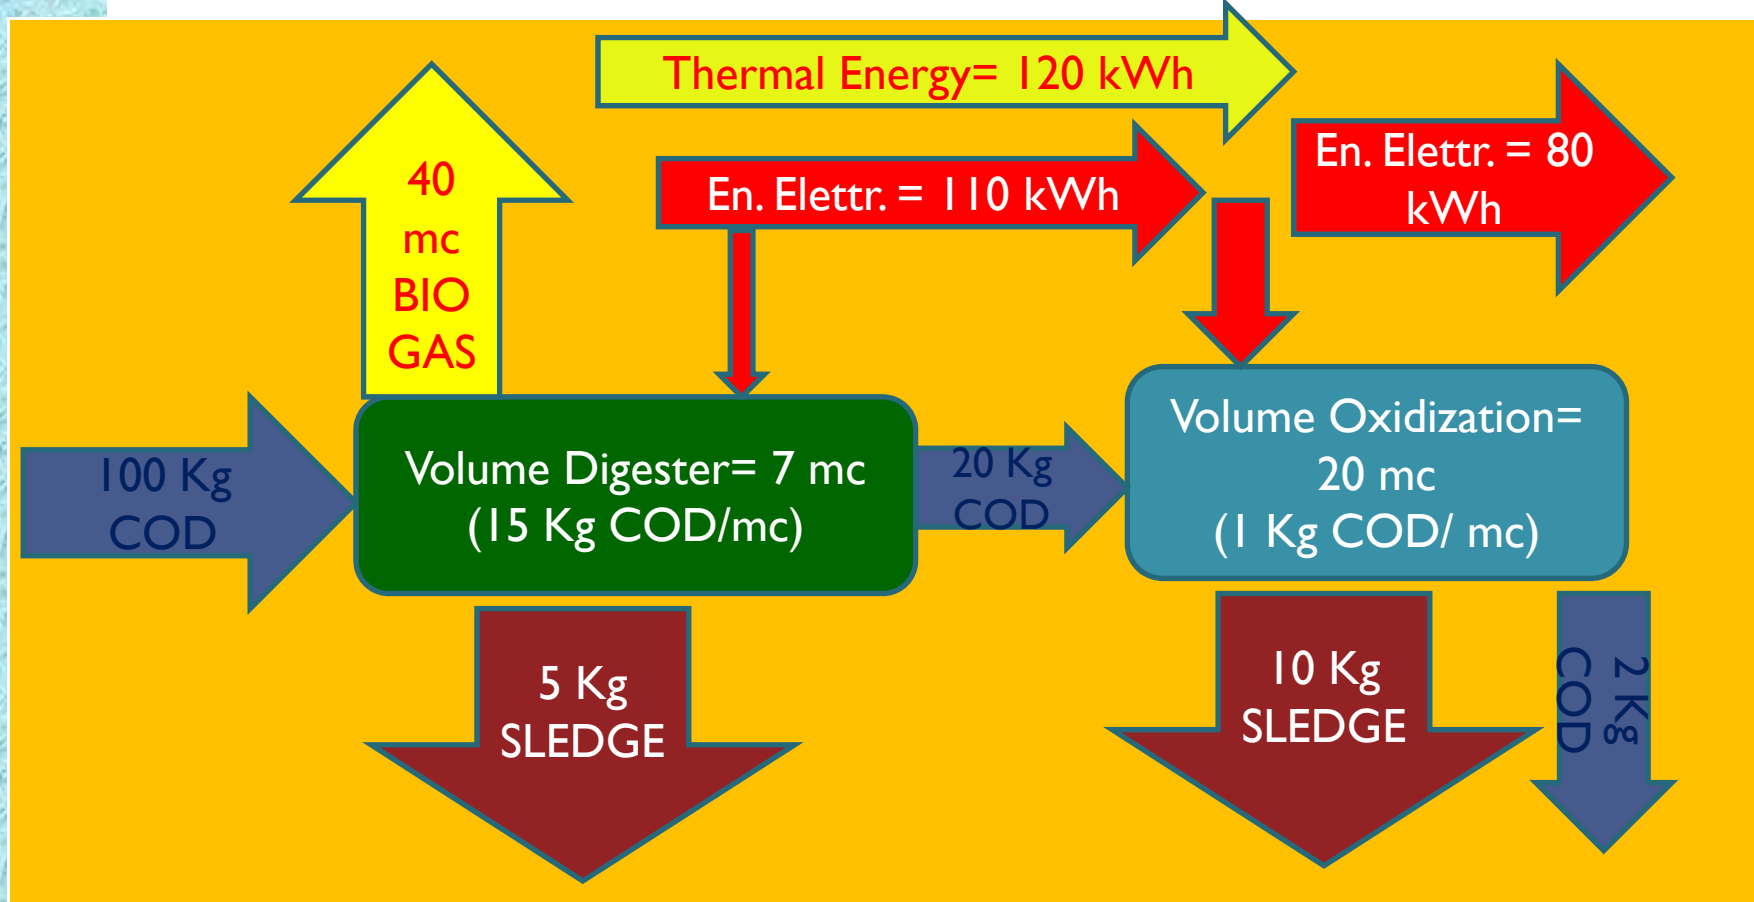 Thermal Energy= 120 kWh
En. Elettr. = 80
kWh
En. Elettr. = 110 kWh
40
mc
BIO
GAS
100 Kg
COD
Volume Digester= 7 mc
(15 Kg COD/mc)
20 Kg
COD
Volume Oxidization=
20 mc
(1 Kg COD/ mc)
5 Kg
SLEDGE
10 Kg
SLEDGE
2 Kg
COD